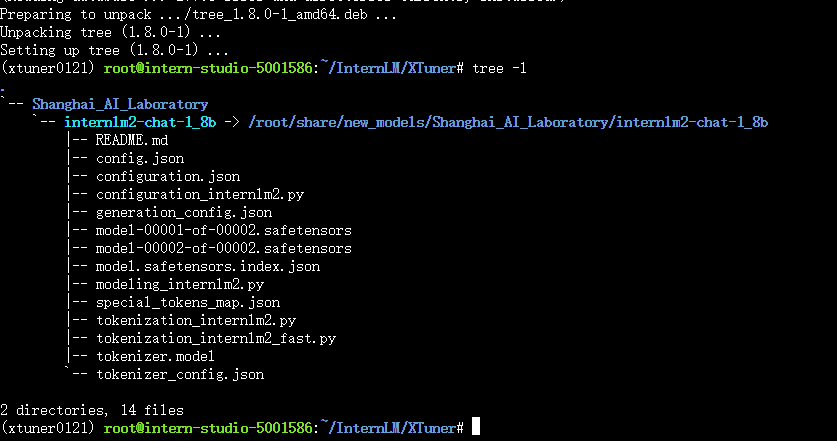 Preparing to unpack .../tree_1.8.0-1_amd64.deb ...
Unpacking tree (1.8.0-1) ...
Setting up tree (1.8.0-1) ...
(xtuner0121) root@intern-studio-5001586:~/InternLM/XTuner# tree -l
.
`-- Shanghai_AI_Laboratory
    `-- internlm2-chat-1_8b -> /root/share/new_models/Shanghai_AI_Laboratory/internlm2-chat-1_8b
        |-- README.md
        |-- config.json
        |-- configuration.json
        |-- configuration_internlm2.py
        |-- generation_config.json
        |-- model-00001-of-00002.safetensors
        |-- model-00002-of-00002.safetensors
        |-- model.safetensors.index.json
        |-- modeling_internlm2.py
        |-- special_tokens_map.json
        |-- tokenization_internlm2.py
        |-- tokenization_internlm2_fast.py
        |-- tokenizer.model
        `-- tokenizer_config.json

2 directories, 14 files
(xtuner0121) root@intern-studio-5001586:~/InternLM/XTuner#